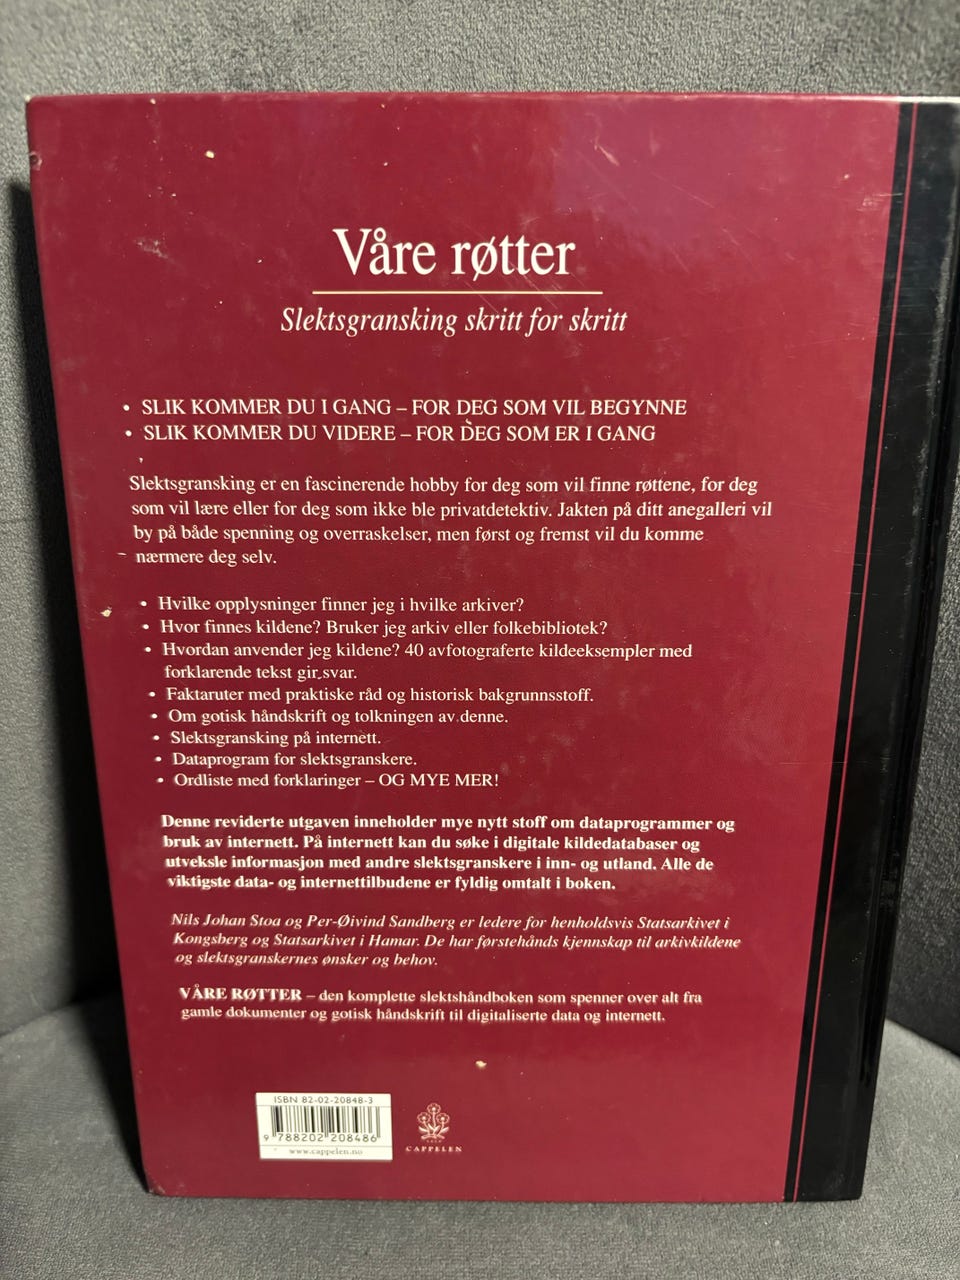 Våre røtter
Slektsgransking skritt for skritt
• SLIK KOMMER DU I GANG – FOR DEG SOM VIL BEGYNNE
• SLIK KOMMER DU VIDERE – FOR DEG SOM ER I GANG
Slektsgransking er en fascinerende hobby for deg som vil finne røttene, for deg
som vil lære eller for deg som ikke ble privatdetektiv. Jakten på ditt anegalleri vil
by på både spenning og overraskelser, men først og fremst vil du komme
nærmere deg selv.
• Hvilke opplysninger finner jeg i hvilke arkiver?
• Hvor finnes kildene? Bruker jeg arkiv eller folkebibliotek?
• Hvordan anvender jeg kildene? 40 avfotograferte kildeeksempler med
forklarende tekst gir svar.
• Faktaruter med praktiske råd og historisk bakgrunnsstoff.
• Om gotisk håndskrift og tolkningen av denne.
• Slektsgransking på internett.
• Dataprogram for slektsgranskere.
• Ordliste med forklaringer – OG MYE MER!
Denne reviderte utgaven inneholder mye nytt stoff om dataprogrammer og
bruk av internett. På internett kan du søke i digitale kildedatabaser og
utveksle informasjon med andre slektsgranskere i inn- og utland. Alle de
viktigste data- og internettilbudene er fyldig omtalt i boken.
Nils Johan Stoa og Per-Øivind Sandberg er ledere for henholdsvis Statsarkivet i
Kongsberg og Statsarkivet i Hamar. De har førstehånds kjennskap til arkivkildene
og slektsgranskernes ønsker og behov.
VÅRE RØTTER – den komplette slektshåndboken som spenner over alt fra
gamle dokumenter og gotisk håndskrift til digitaliserte data og internett.
ISBN 82-02-20848-3
9 788202 208486
www.cappelen.no
CAPPELEN